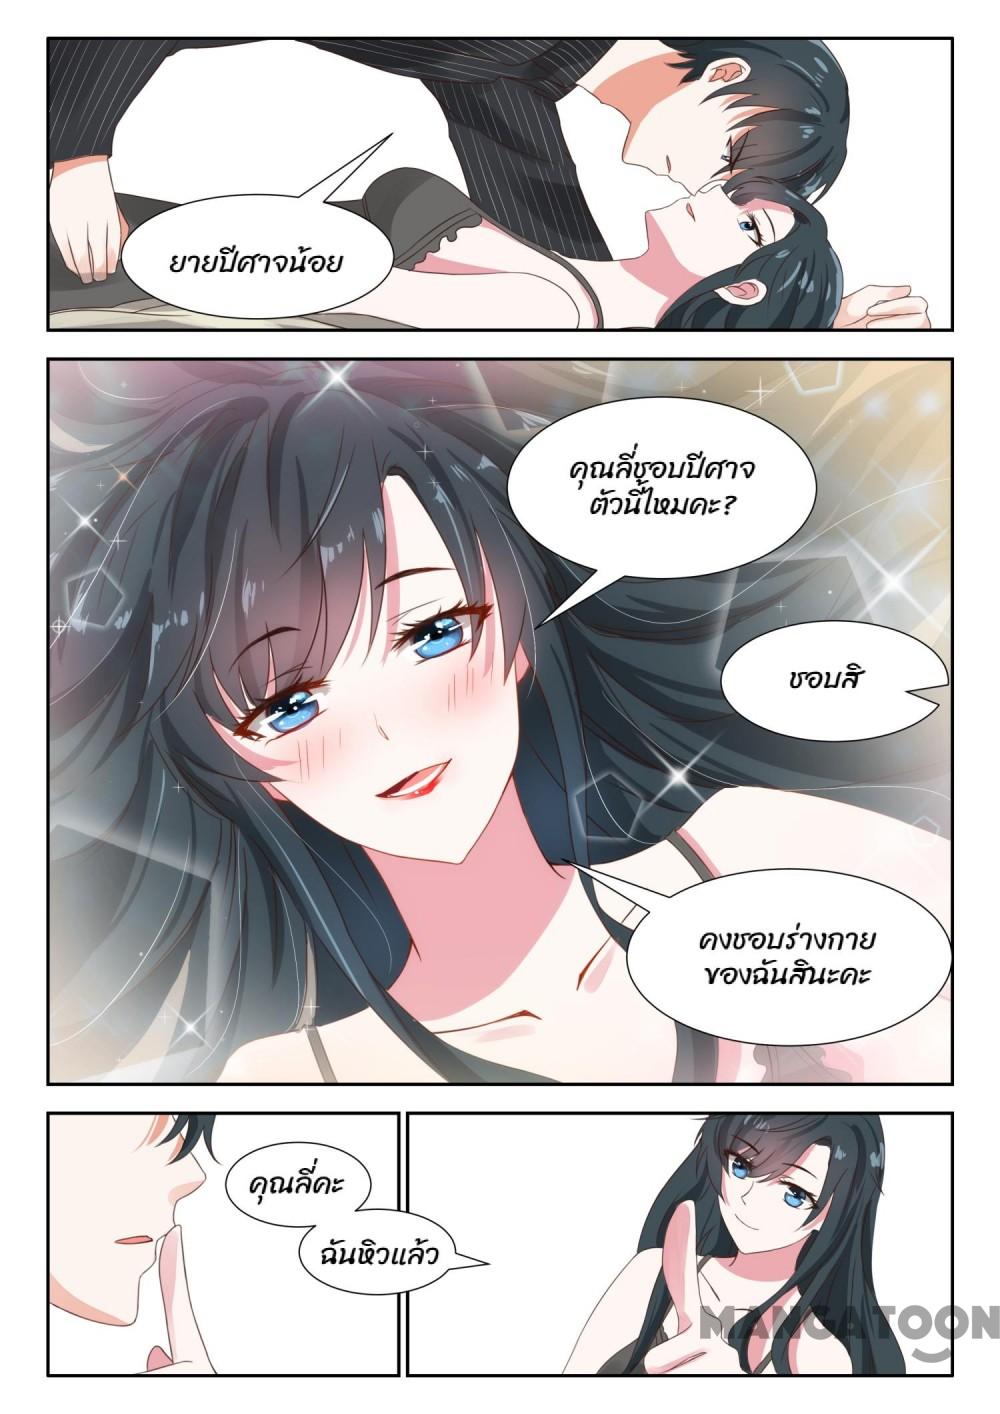 ยายปีศาจน้อย
คุณลี่ชอบปีศาจ
ตัวนี้ไหมคะ?
ชอบสิ
คงชอบร่างกาย
ของฉันสินะคะ
คุณลี่คะ
ฉันหิวแล้ว
MANGATOON